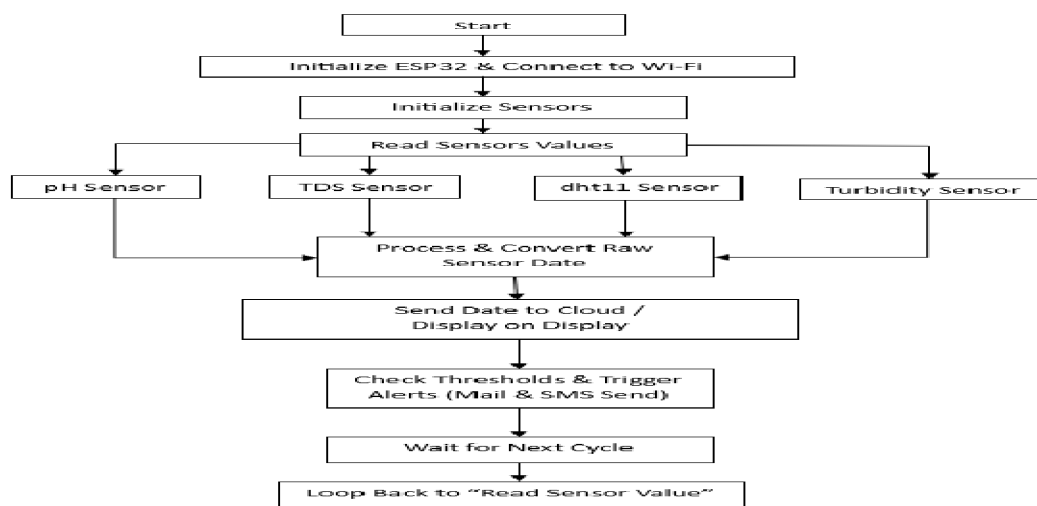 Start
Initialize ESP32 & Connect to Wi-Fi
Initialize Sensors
Read Sensors Values
pH Sensor
TDS Sensor
dht11 Sensor
Turbidity Sensor
Process & Convert Raw
Sensor Date
Send Date to Cloud /
Display on Display
Check Thresholds & Trigger
Alerts (Mail & SMS Send)
Wait for Next Cycle
Loop Back to “Read Sensor Value”